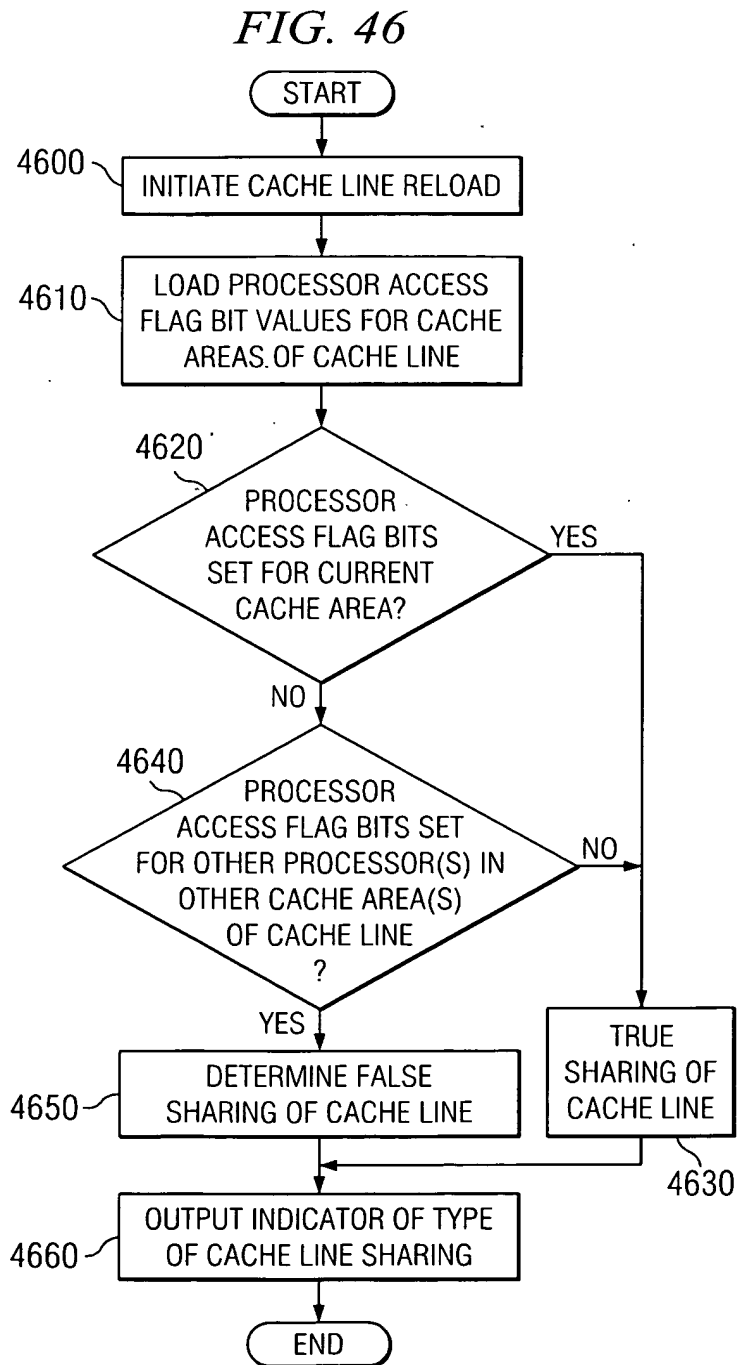 FIG. 46
START
4600
INITIATE CACHE LINE RELOAD
4610
LOAD PROCESSOR ACCESS
FLAG BIT VALUES FOR CACHE
AREAS OF CACHE LINE
4620
PROCESSOR
ACCESS FLAG BITS
SET FOR CURRENT
CACHE AREA?
YES
NO
4640
PROCESSOR
ACCESS FLAG BITS SET
FOR OTHER PROCESSOR(S) IN
OTHER CACHE AREA(S)
OF CACHE LINE
?
NO
YES
TRUE
SHARING OF
CACHE LINE
4630
4650
DETERMINE FALSE
SHARING OF CACHE LINE
4660
OUTPUT INDICATOR OF TYPE
OF CACHE LINE SHARING
END